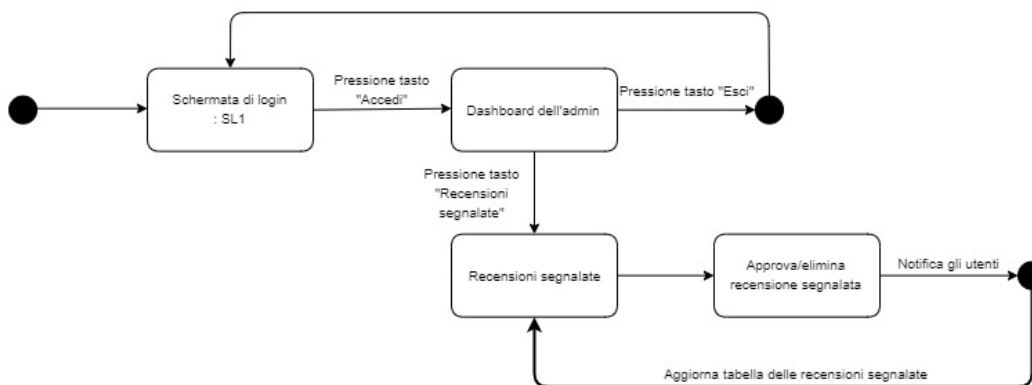 Schermata di login
: SL1
Pressione tasto
"Accedi"
Dashboard dell'admin
Pressione tasto "Esci"
Pressione tasto
"Recensioni
segnalate"
Recensioni segnalate
Approva/elimina
recensione segnalata
Notifica gli utenti
Aggiorna tabella delle recensioni segnalate